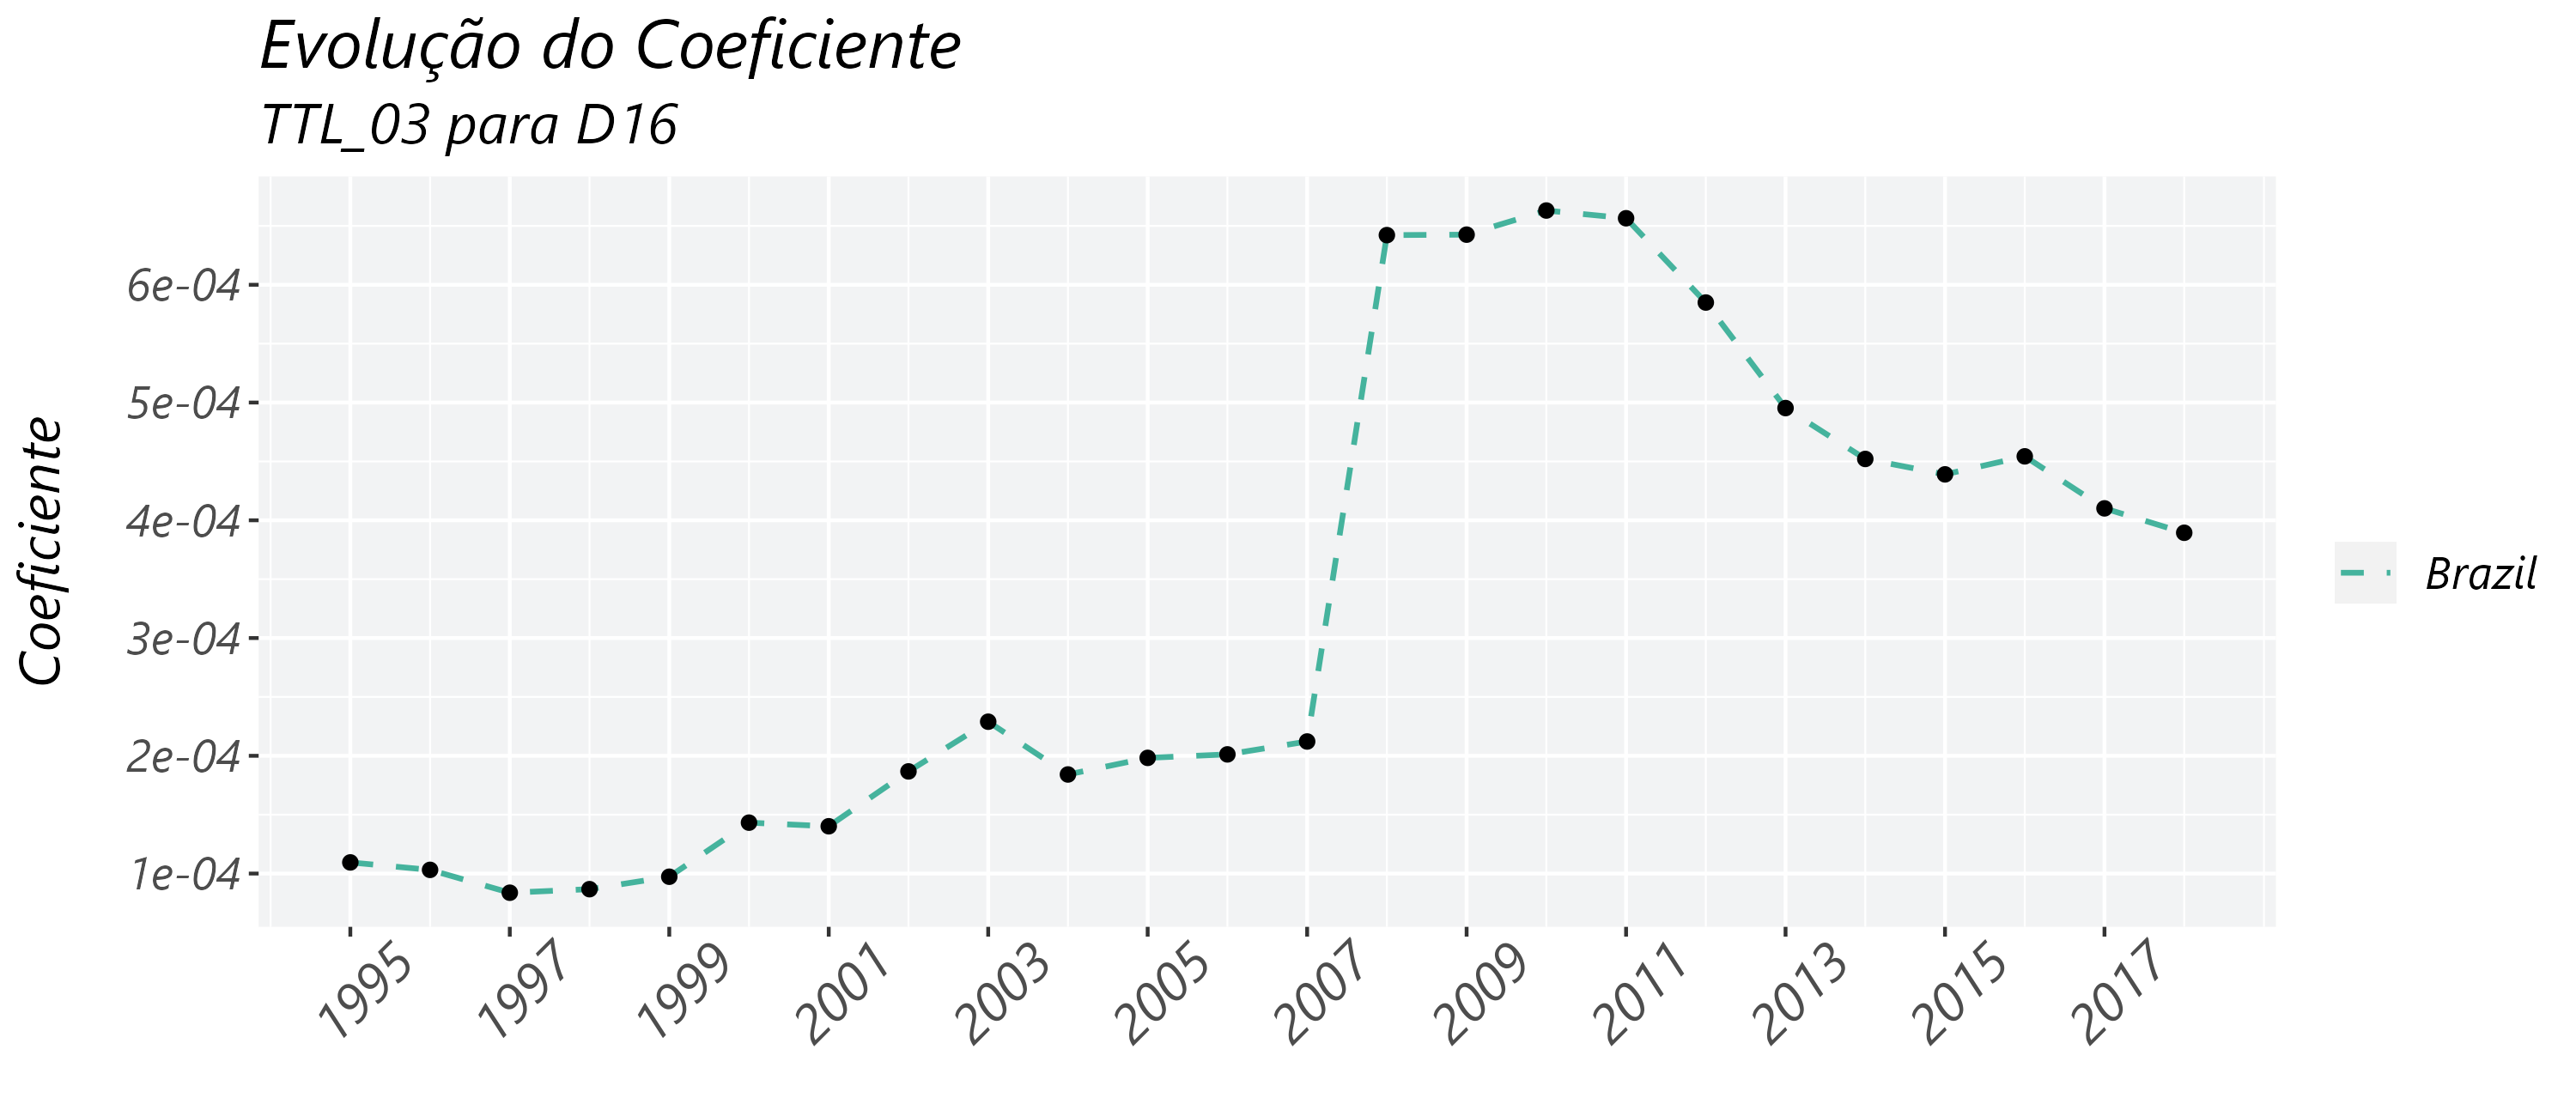 Evolução do Coeficiente
TTL_03 para D16
Coeficiente
6e-04
5e-04
4e-04
3e-04
2e-04
1e-04
1995
1997
1999
2001
2003
2005
2007
2009
2011
2013
2015
2017
Brazil